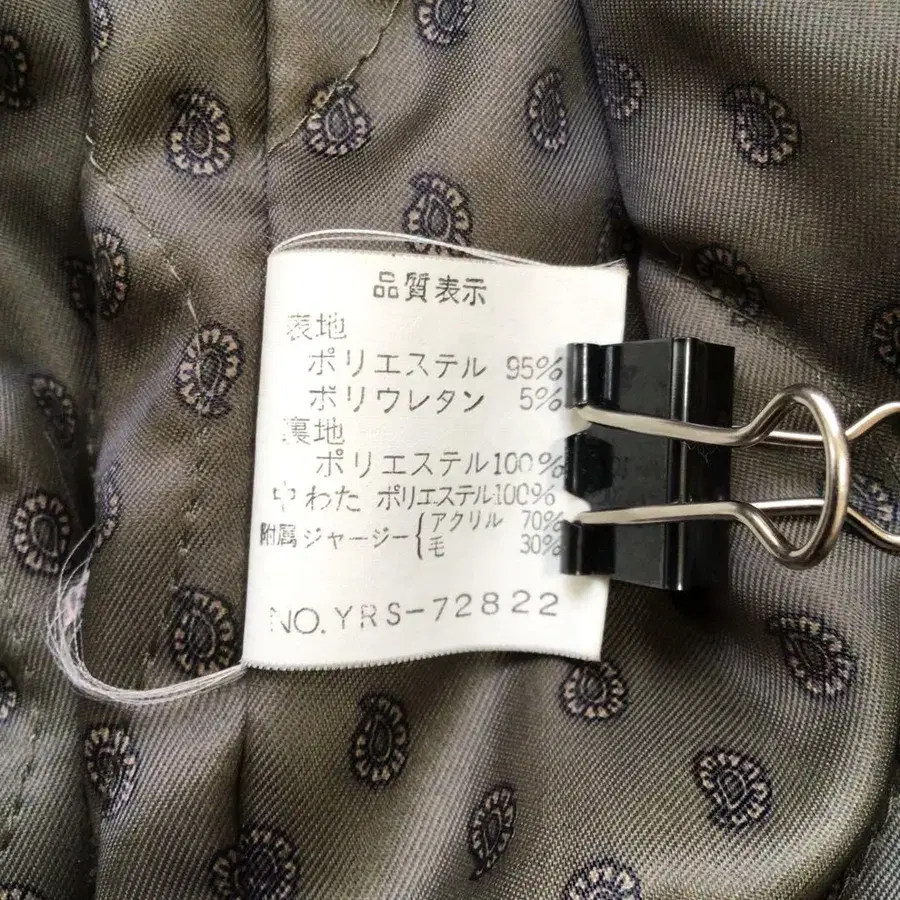 品質表示
表地
ポリエステル 95%
ポリウレタン 5%
裏地
ポリエステル100%
中わた ポリエステル100%
附属 ジャージー{アクリル 70%
毛 30%
NO.YRS-72822